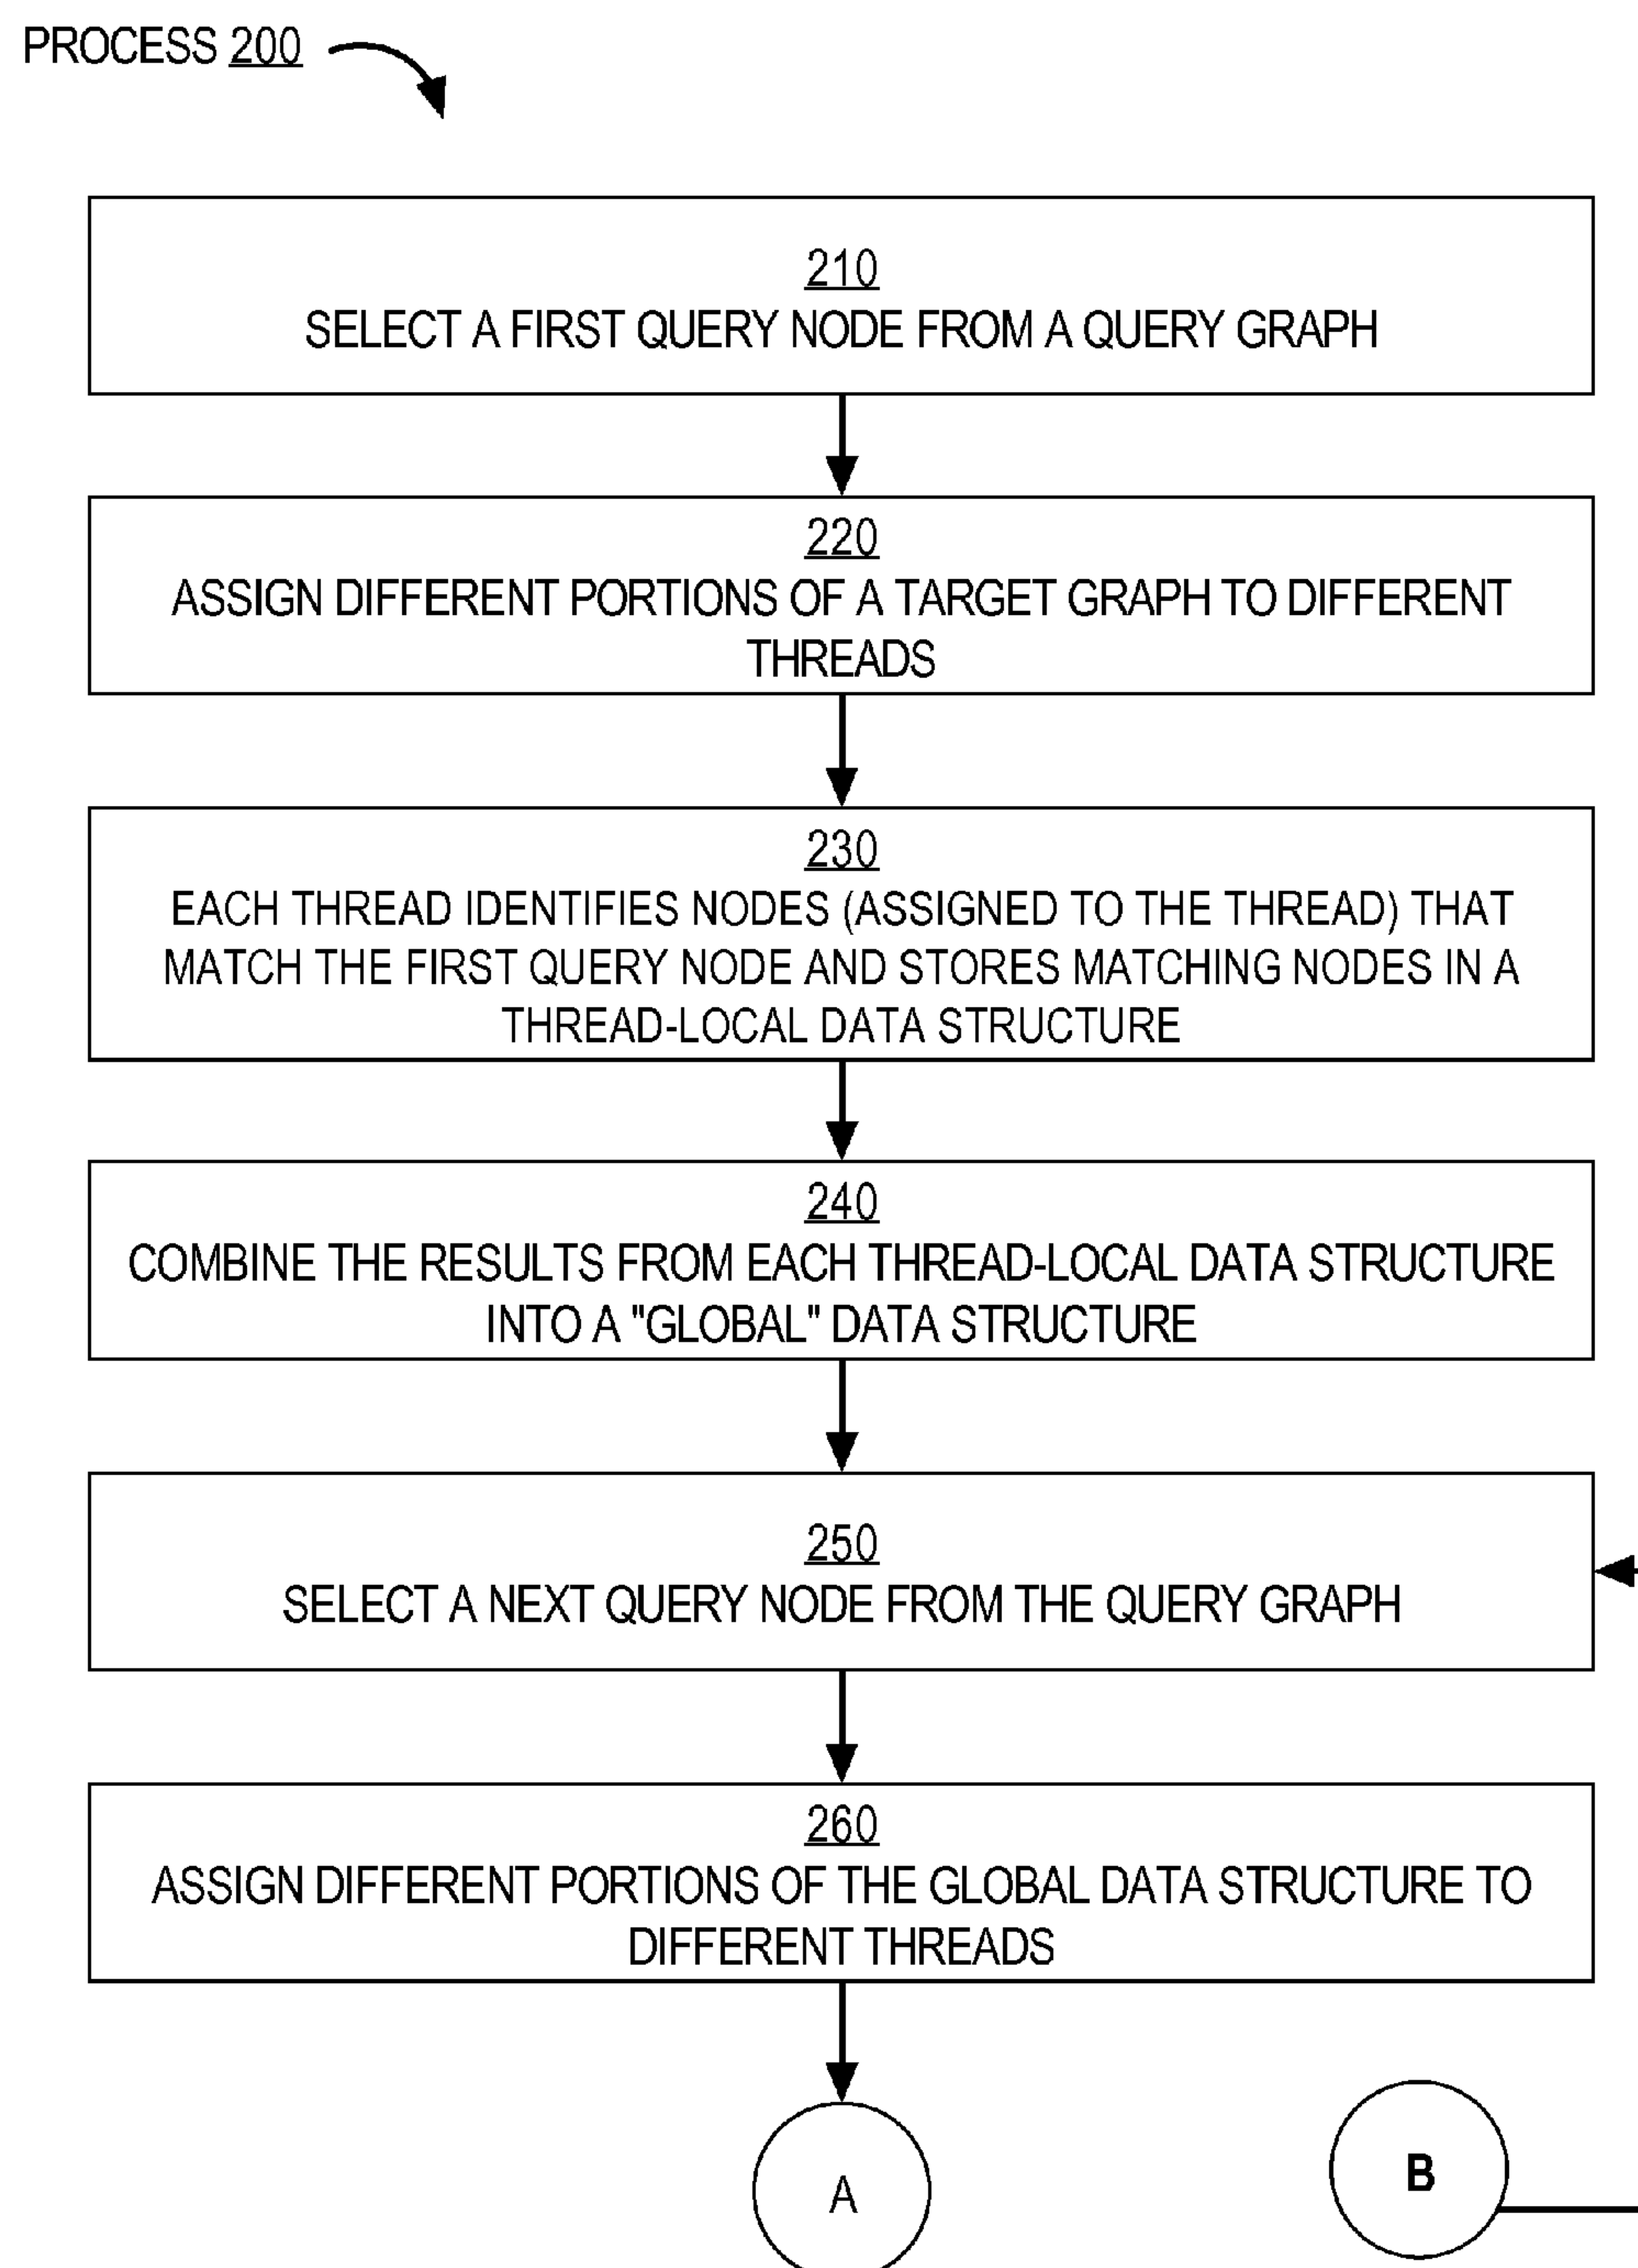 PROCESS 200
210
SELECT A FIRST QUERY NODE FROM A QUERY GRAPH
220
ASSIGN DIFFERENT PORTIONS OF A TARGET GRAPH TO DIFFERENT
THREADS
230
EACH THREAD IDENTIFIES NODES (ASSIGNED TO THE THREAD) THAT
MATCH THE FIRST QUERY NODE AND STORES MATCHING NODES IN A
THREAD-LOCAL DATA STRUCTURE
240
COMBINE THE RESULTS FROM EACH THREAD-LOCAL DATA STRUCTURE
INTO A "GLOBAL" DATA STRUCTURE
250
SELECT A NEXT QUERY NODE FROM THE QUERY GRAPH
260
ASSIGN DIFFERENT PORTIONS OF THE GLOBAL DATA STRUCTURE TO
DIFFERENT THREADS
A
B